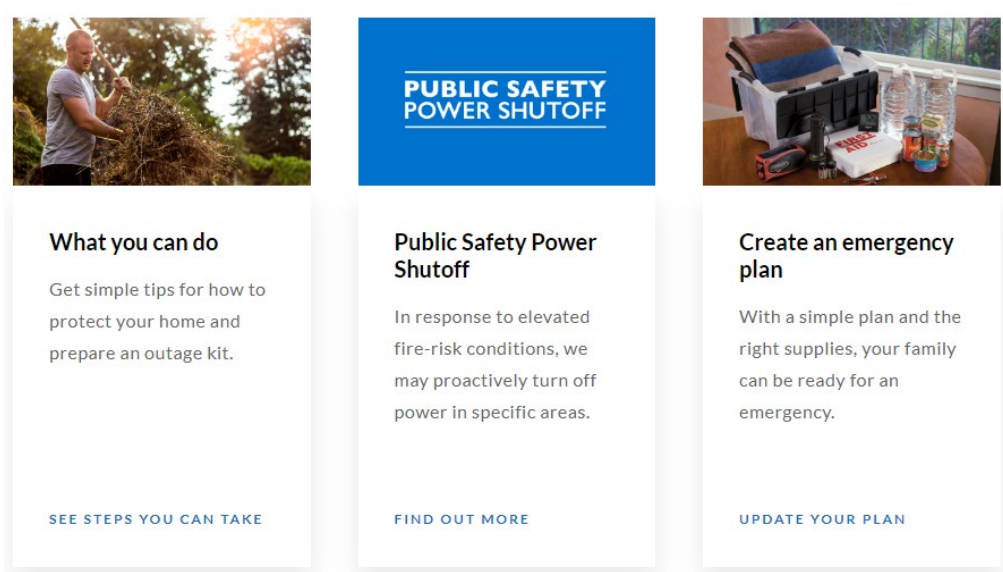 PUBLIC SAFETY
POWER SHUTOFF
FIRST
AID
What you can do
Get simple tips for how to
protect your home and
prepare an outage kit.
SEE STEPS YOU CAN TAKE
Public Safety Power
Shutoff
In response to elevated
fire-risk conditions, we
may proactively turn off
power in specific areas.
FIND OUT MORE
Create an emergency
plan
With a simple plan and the
right supplies, your family
can be ready for an
emergency.
UPDATE YOUR PLAN